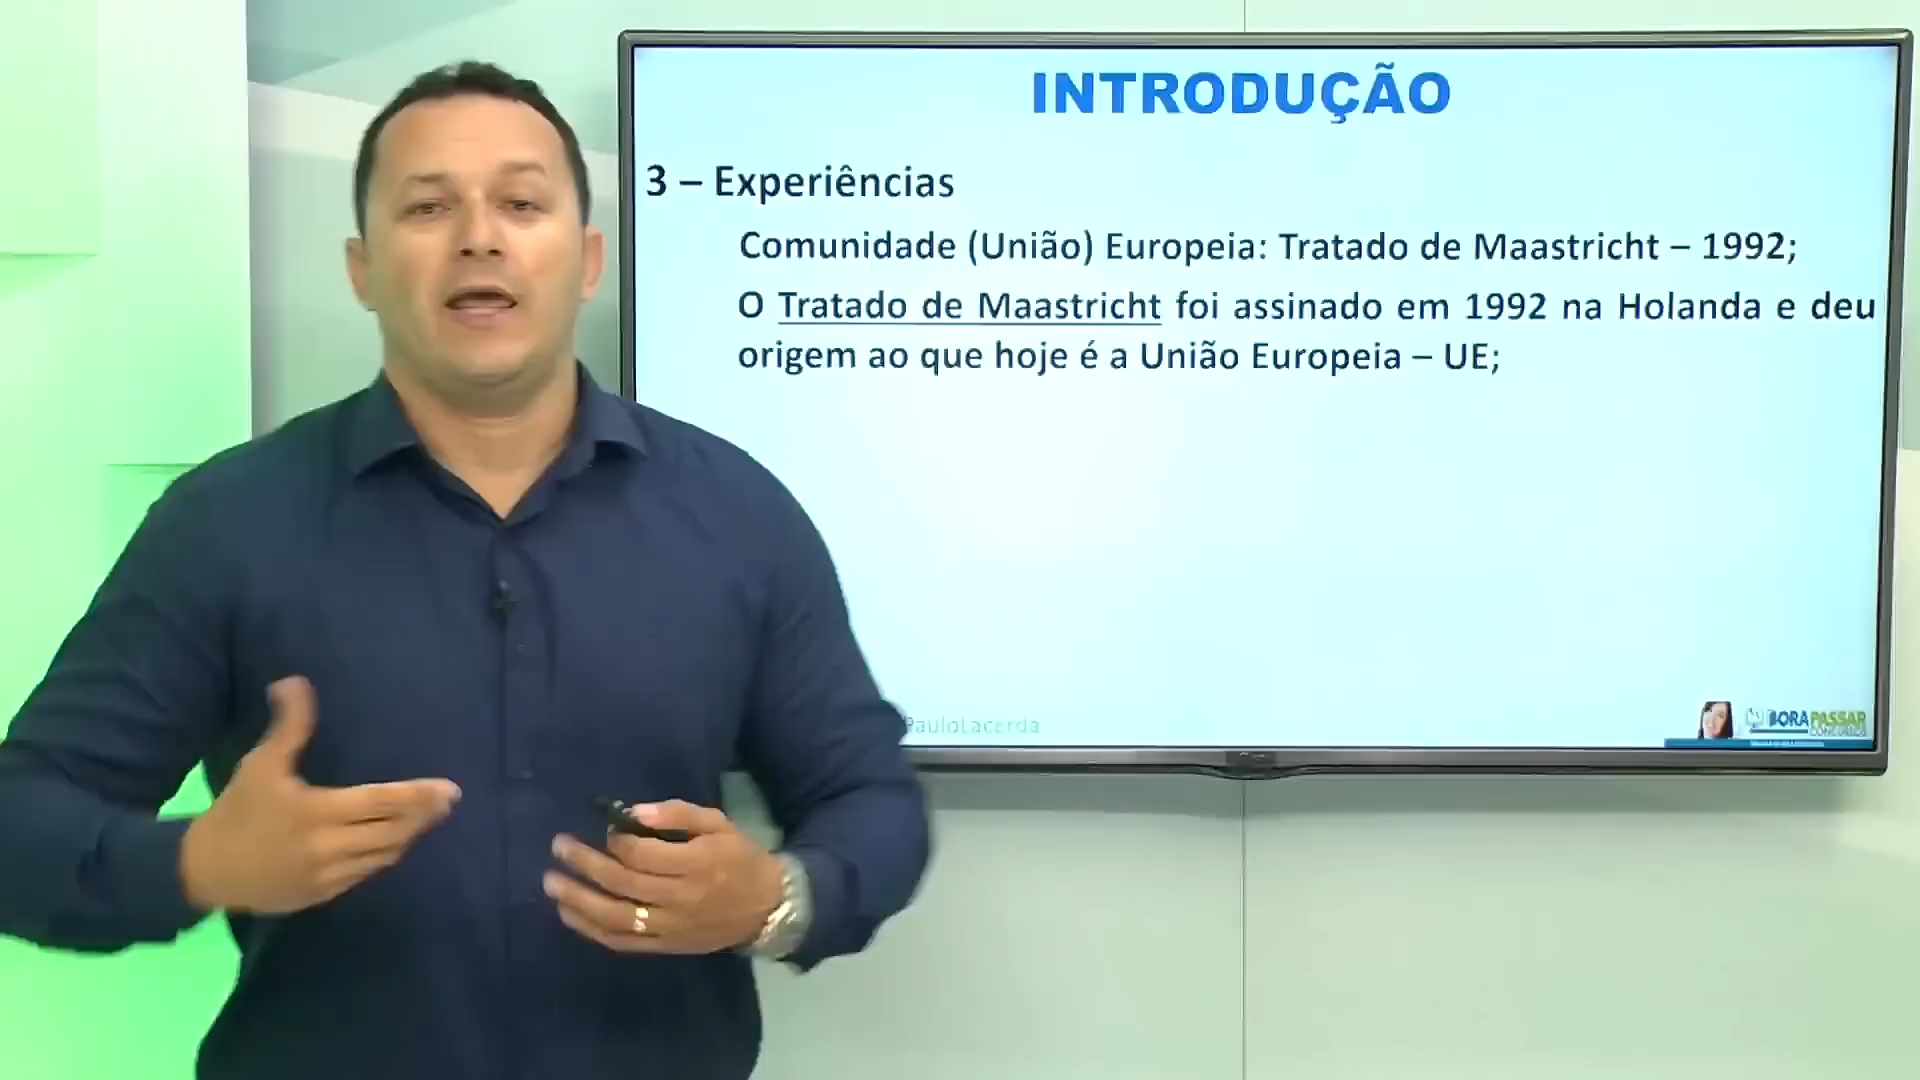 INTRODUÇÃO
3 – Experiências
Comunidade (União) Europeia: Tratado de Maastricht – 1992;
O Tratado de Maastricht foi assinado em 1992 na Holanda e deu
origem ao que hoje é a União Europeia – UE;
PauloLacerda
BORA PASSAR
CONCURSOS